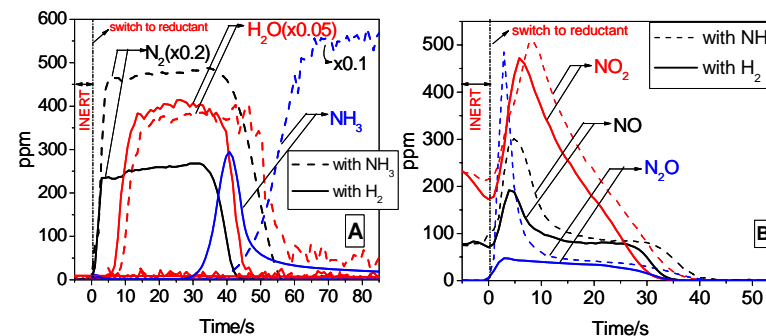 600
500
400
300
200
100
0
ppm
-5 0 10 20 30 40 50 60 70 80
Time/s
switch to reductant
N₂(x0.2)
H₂O(x0.05)
x0.1
NH₃
INERT
with NH₃
with H₂
A
500
400
300
200
100
0
ppm
-5 0 10 20 30 40 50
Time/s
switch to reductant
with NH
with H₂
NO₂
NO
N₂O
INERT
B